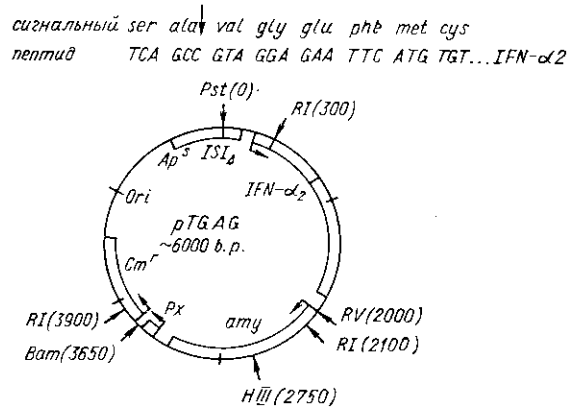 сигнальный ser ala val gly glu phe met cys
пептид TCA GCC GTA GGA GAA TTC ATG TGT...IFN-α2
Pst(0)
RI(300)
Ap^s
ISI_Δ
IFN-α₂
Ori
pTGAG
~6000 b.p.
Cm^r
Px
amy
RI(3900)
Bam(3650)
RV(2000)
RI(2100)
HIII(2750)